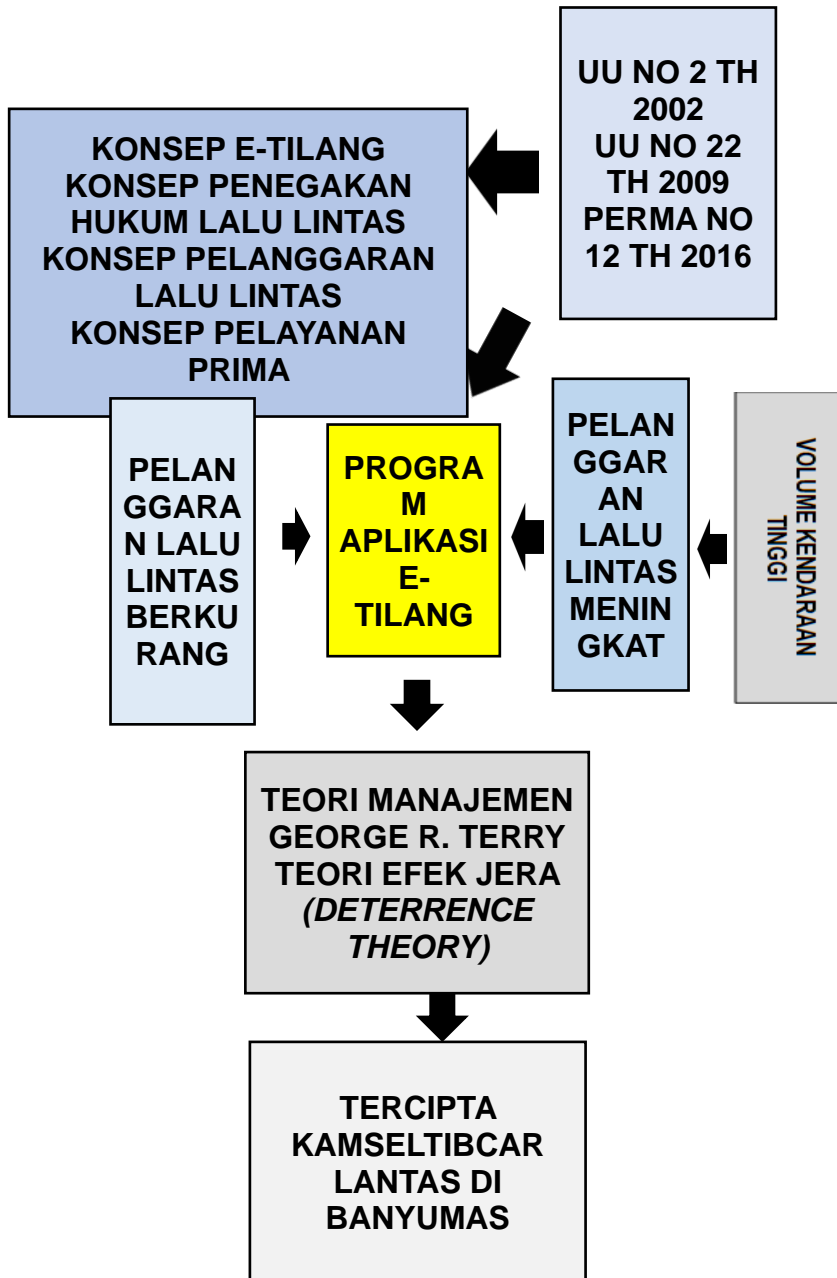 UU NO 2 TH
2002
UU NO 22
TH 2009
PERMA NO
12 TH 2016
KONSEP E-TILANG
KONSEP PENEGAKAN
HUKUM LALU LINTAS
KONSEP PELANGGARAN
LALU LINTAS
KONSEP PELAYANAN
PRIMA
PELAN
GGARA
N LALU
LINTAS
BERKU
RANG
PROGRA
M
APLIKASI
E-
TILANG
PELAN
GGAR
AN
LALU
LINTAS
MENIN
GKAT
VOLUME KENDARAAN
TINGGI
TEORI MANAJEMEN
GEORGE R. TERRY
TEORI EFEK JERA
(DETERRENCE
THEORY)
TERCIPTA
KAMSELTIBCAR
LANTAS DI
BANYUMAS